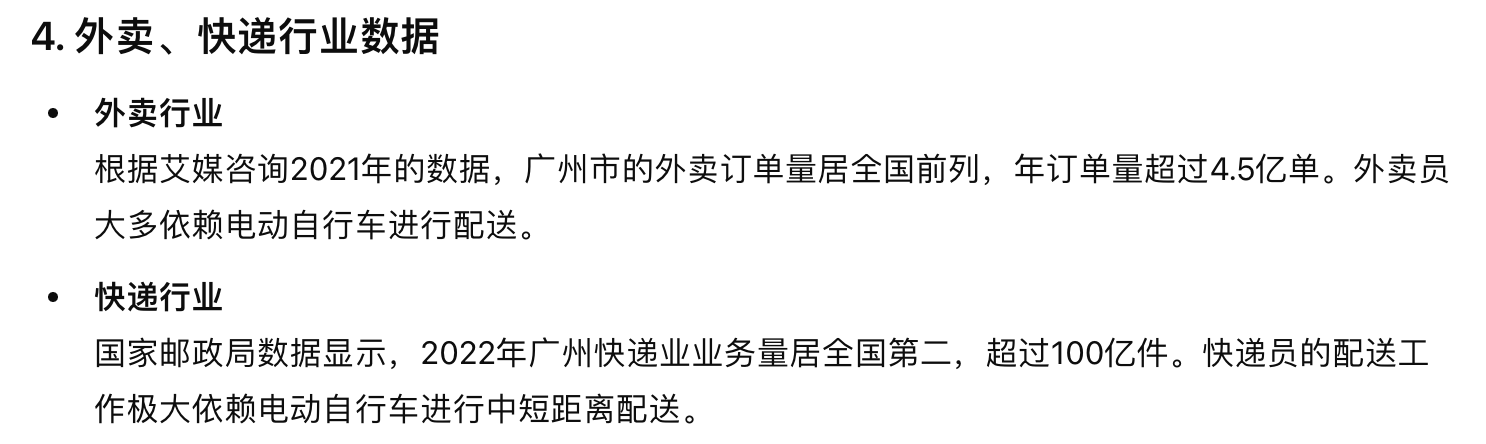 4. 外卖、快递行业数据
• 外卖行业
根据艾媒咨询2021年的数据，广州市的外卖订单量居全国前列，年订单量超过4.5亿单。外卖员
大多依赖电动自行车进行配送。
• 快递行业
国家邮政局数据显示，2022年广州快递业业务量居全国第二，超过100亿件。快递员的配送工
作极大依赖电动自行车进行中短距离配送。